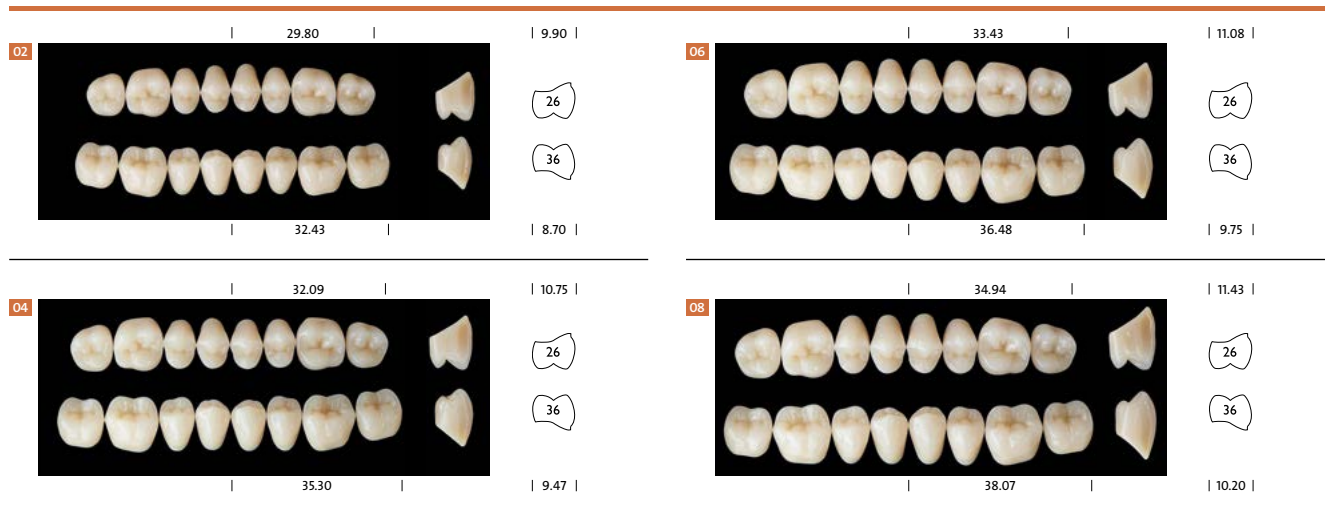 | 29.80 | | 9.90 |
02
26
36
| 32.43 | | 8.70 |
| 33.43 | | 11.08 |
06
26
36
| 36.48 | | 9.75 |
| 32.09 | | 10.75 |
04
26
36
| 35.30 | | 9.47 |
| 34.94 | | 11.43 |
08
26
36
| 38.07 | | 10.20 |